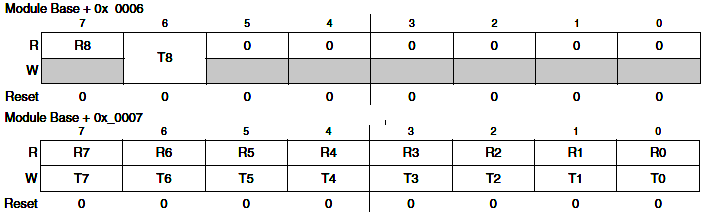 Module Base + 0x 0006
7 6 5 4 3 2 1 0
R R8 T8 0 0 0 0 0 0
W
Reset 0 0 0 0 0 0 0 0
Module Base + 0x_0007
7 6 5 4 3 2 1 0
R R7 R6 R5 R4 R3 R2 R1 R0
W T7 T6 T5 T4 T3 T2 T1 T0
Reset 0 0 0 0 0 0 0 0